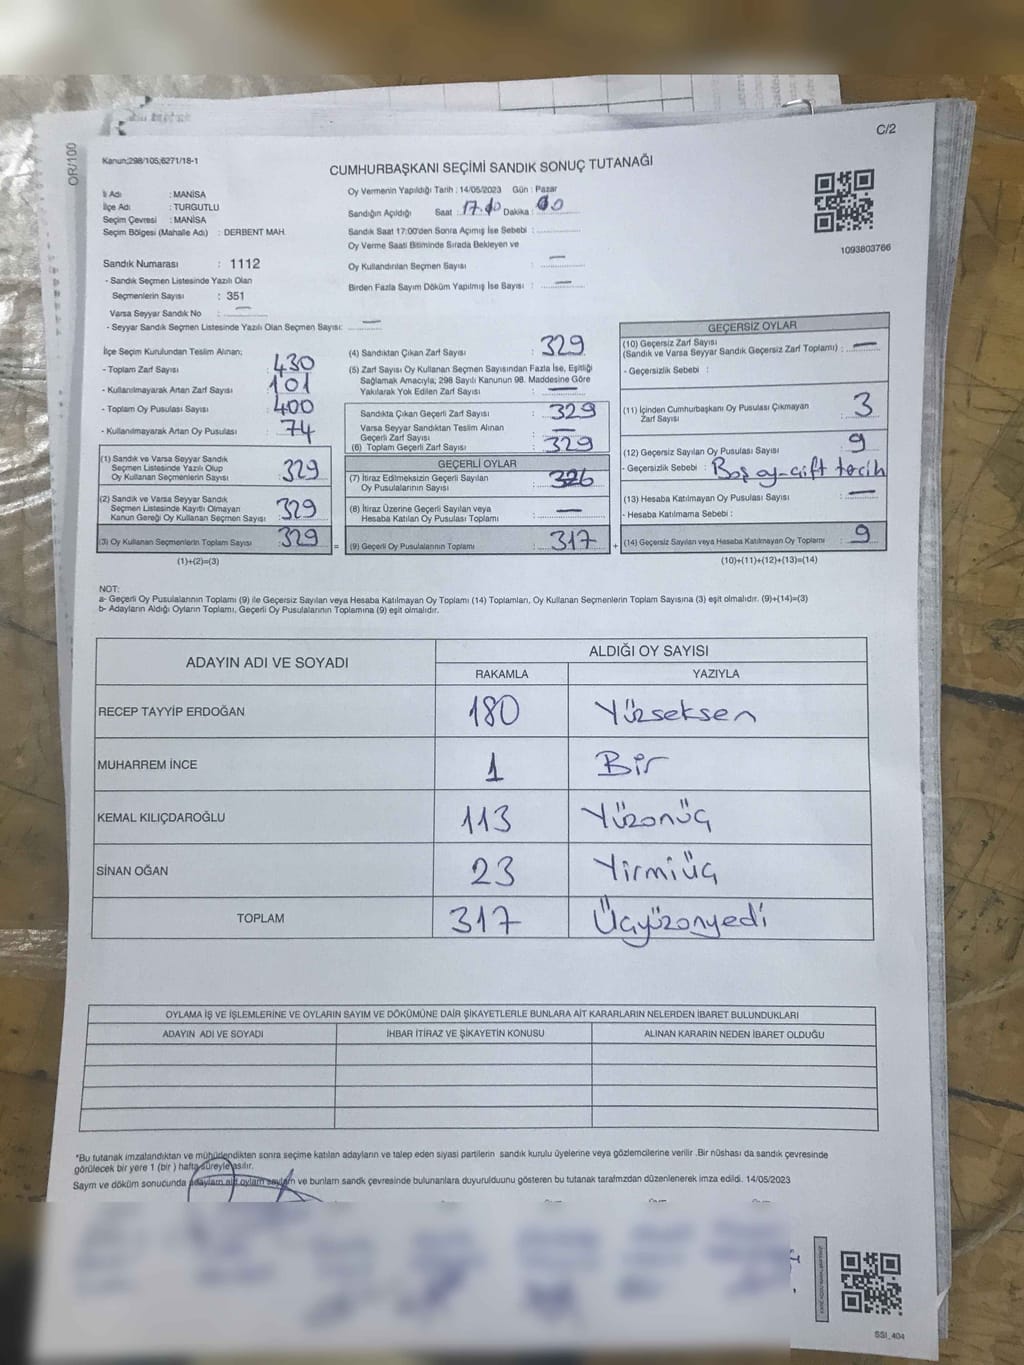 C/2
OR/100
Kanun;298/105,6271/18-1
CUMHURBAŞKANI SEÇİMİ SANDIK SONUÇ TUTANAĞI
İl Adı : MANİSA
İlçe Adı : TURGUTLU
Seçim Çevresi : MANİSA
Seçim Bölgesi (Mahalle Adı) : DERBENT MAH.
Oy Vermenin Yapıldığı Tarih : 14/05/2023 Gün : Pazar
Sandığın Açıldığı Saat : 17.00 Dakika : 00
Sandık Saat 17:00'den Sonra Açımış İse Sebebi :
Oy Verme Saati Bitiminde Sırada Bekleyen ve
Oy Kullandırılan Seçmen Sayısı : —
Birden Fazla Sayım Döküm Yapılmış İse Sayısı : —
1093803766
Sandık Numarası : 1112
- Sandık Seçmen Listesinde Yazılı Olan
Seçmenlerin Sayısı : 351
Varsa Seyyar Sandık No : —
- Seyyar Sandık Seçmen Listesinde Yazılı Olan Seçmen Sayısı: —
İlçe Seçim Kurulundan Teslim Alınan;
- Toplam Zarf Sayısı : 430
- Kullanılmayarak Artan Zarf Sayısı : 101
- Toplam Oy Pusulası Sayısı : 400
- Kullanılmayarak Artan Oy Pusulası : 74
(1) Sandık ve Varsa Seyyar Sandık
Seçmen Listesinde Yazılı Olup
Oy Kullanan Seçmenlerin Sayısı : 329
(2) Sandık ve Varsa Seyyar Sandık
Seçmen Listesinde Kayıtlı Olmayan
Kanun Gereği Oy Kullanan Seçmen Sayısı : 329
(3) Oy Kullanan Seçmenlerin Toplam Sayısı : 329
(1)+(2)=(3)
(4) Sandıktan Çıkan Zarf Sayısı : 329
(5) Zarf Sayısı Oy Kullanan Seçmen Sayısından Fazla İse, Eşitliği
Sağlamak Amacıyla, 298 Sayılı Kanunun 98. Maddesine Göre
Yakılarak Yok Edilen Zarf Sayısı : —
Sandıkta Çıkan Geçerli Zarf Sayısı : 329
Varsa Seyyar Sandıktan Teslim Alınan
Geçerli Zarf Sayısı : —
(6) Toplam Geçerli Zarf Sayısı : 329
GEÇERLİ OYLAR
(7) İtiraz Edilmeksizin Geçerli Sayılan
Oy Pusulalarının Sayısı : 326
(8) İtiraz Üzerine Geçerli Sayılan veya
Hesaba Katılan Oy Pusulası Toplamı : —
= (9) Geçerli Oy Pusulalarının Toplamı : 317 +
GEÇERSİZ OYLAR
(10) Geçersiz Zarf Sayısı
(Sandık ve Varsa Seyyar Sandık Geçersiz Zarf Toplamı) : —
- Geçersizlik Sebebi :
(11) İçinden Cumhurbaşkanı Oy Pusulası Çıkmayan
Zarf Sayısı : 3
(12) Geçersiz Sayılan Oy Pusulası Sayısı : 9
- Geçersizlik Sebebi : Boş oy-çift tercih
(13) Hesaba Katılmayan Oy Pusulası Sayısı : —
- Hesaba Katılmama Sebebi :
(14) Geçersiz Sayılan veya Hesaba Katılmayan Oy Toplamı : 9
(10)+(11)+(12)+(13)=(14)
NOT:
a- Geçerli Oy Pusulalarının Toplamı (9) ile Geçersiz Sayılan veya Hesaba Katılmayan Oy Toplamı (14) Toplamları, Oy Kullanan Seçmenlerin Toplam Sayısına (3) eşit olmalıdır. (9)+(14)=(3)
b- Adayların Aldığı Oyların Toplamı, Geçerli Oy Pusulalarının Toplamına (9) eşit olmalıdır.
ADAYIN ADI VE SOYADI
ALDIĞI OY SAYISI
RAKAMLA YAZIYLA
RECEP TAYYİP ERDOĞAN 180 Yüzseksen
MUHARREM İNCE 1 Bir
KEMAL KILIÇDAROĞLU 113 Yüzonüç
SİNAN OĞAN 23 Yirmiüç
TOPLAM 317 Üçyüzonyedi
OYLAMA İŞ VE İŞLEMLERİNE VE OYLARIN SAYIM VE DÖKÜMÜNE DAİR ŞİKAYETLERLE BUNLARA AİT KARARLARIN NELERDEN İBARET BULUNDUKLARI
ADAYIN ADI VE SOYADI İHBAR İTİRAZ VE ŞİKAYETİN KONUSU ALINAN KARARIN NEDEN İBARET OLDUĞU
*Bu tutanak imzalandıktan ve mühürlendikten sonra seçime katılan adayların ve talep eden siyasi partilerin sandık kurulu üyelerine veya gözlemcilerine verilir .Bir nüshası da sandık çevresinde
görülecek bir yere 1 (bir ) hafta süreyle asılır.
Sayım ve döküm sonucunda adayların ait oyların sayıları ve bunların sandık çevresinde bulunanlara duyurulduunu gösteren bu tutanak tarafımzdan düzenlenerek imza edildi. 14/05/2023
SSI_404